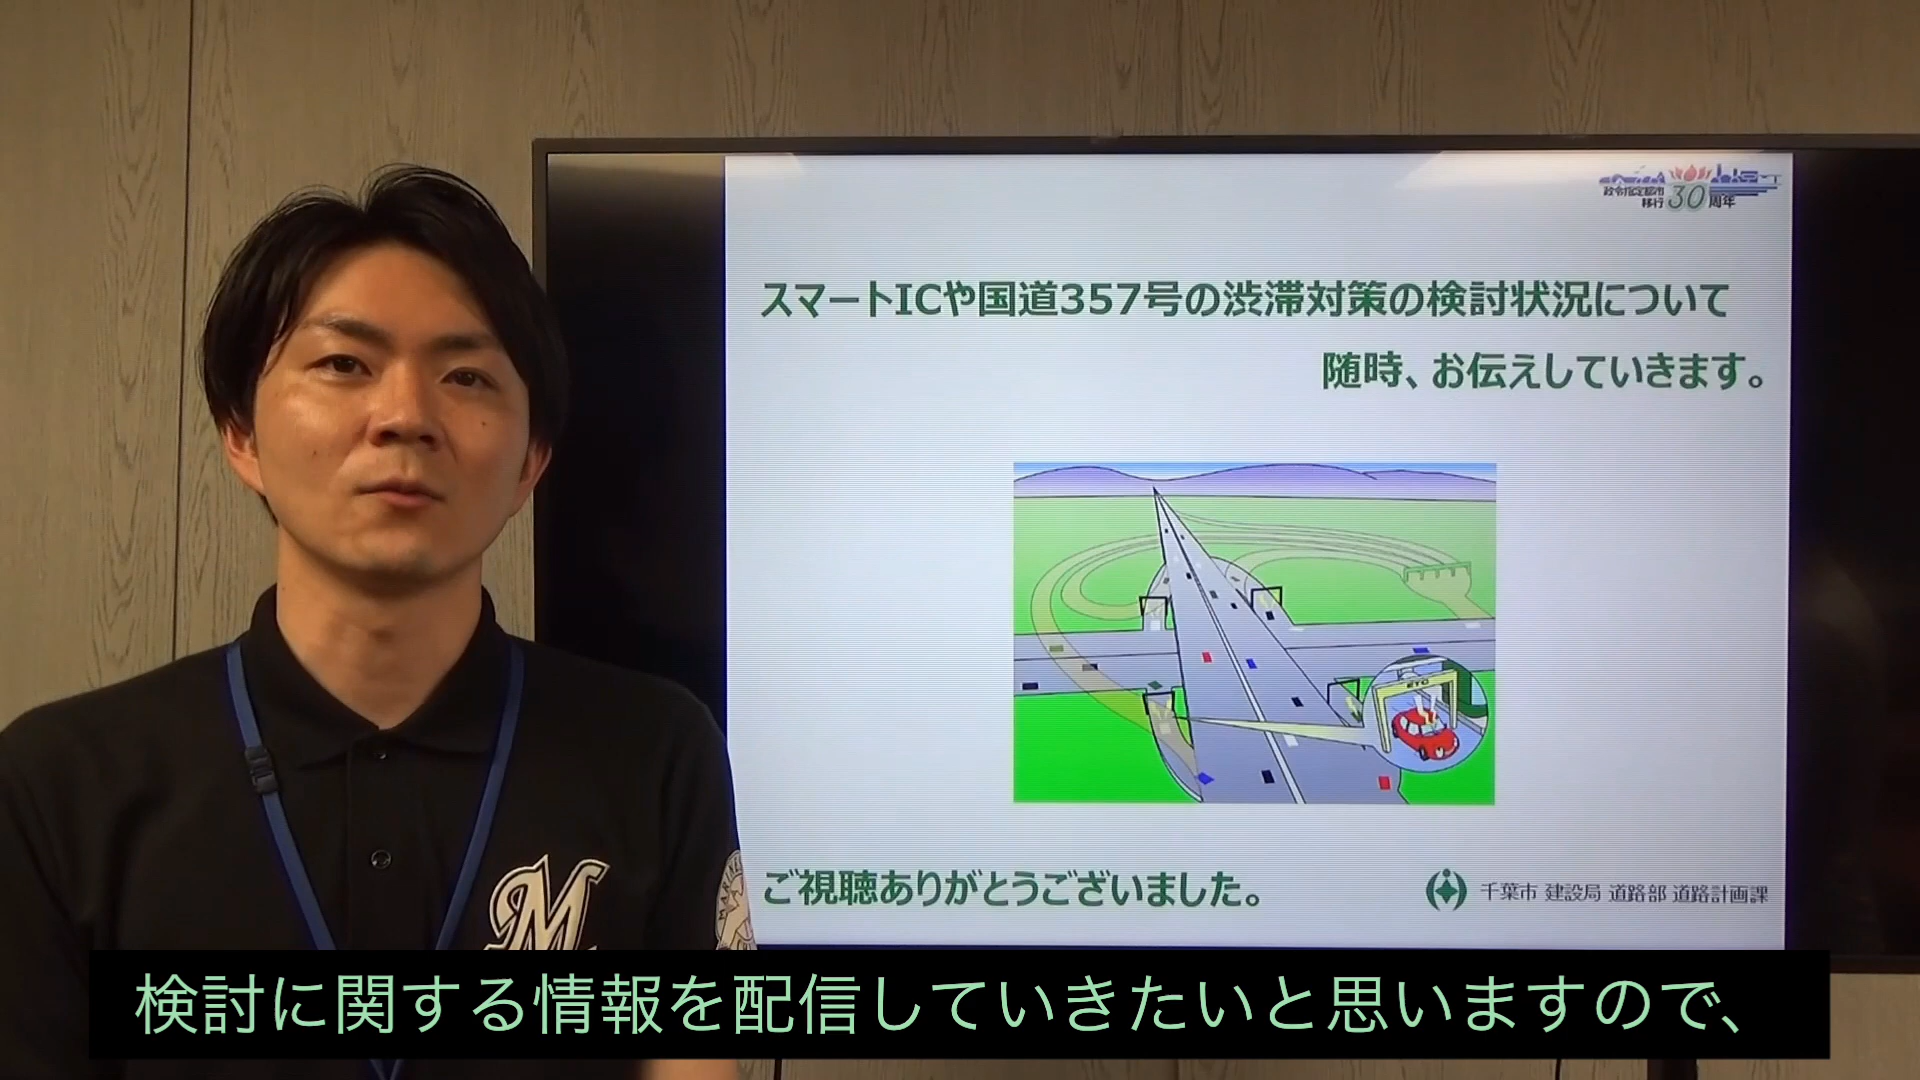 政令指定都市
移行30周年
スマートICや国道357号の渋滞対策の検討状況について
随時、お伝えしていきます。
ETC
ご視聴ありがとうございました。
千葉市 建設局 道路部 道路計画課
M
検討に関する情報を配信していきたいと思いますので、